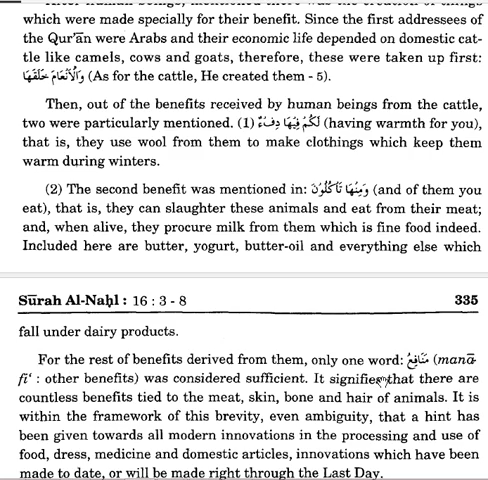 which were made specially for their benefit. Since the first addressees of
the Qur'ān were Arabs and their economic life depended on domestic cat-
tle like camels, cows and goats, therefore, these were taken up first:
وَالْأَنْعَامَ خَلَقَهَا (As for the cattle, He created them - 5).
Then, out of the benefits received by human beings from the cattle,
two were particularly mentioned. (1) لَكُمْ فِيهَا دِفْءٌ (having warmth for you),
that is, they use wool from them to make clothings which keep them
warm during winters.
(2) The second benefit was mentioned in: وَمِنْهَا تَأْكُلُونَ (and of them you
eat), that is, they can slaughter these animals and eat from their meat;
and, when alive, they procure milk from them which is fine food indeed.
Included here are butter, yogurt, butter-oil and everything else which
Sūrah Al-Naḥl : 16 : 3 - 8 335
fall under dairy products.
For the rest of benefits derived from them, only one word: مَنَافِعُ (manā-
fi‘ : other benefits) was considered sufficient. It signifies that there are
countless benefits tied to the meat, skin, bone and hair of animals. It is
within the framework of this brevity, even ambiguity, that a hint has
been given towards all modern innovations in the processing and use of
food, dress, medicine and domestic articles, innovations which have been
made to date, or will be made right through the Last Day.